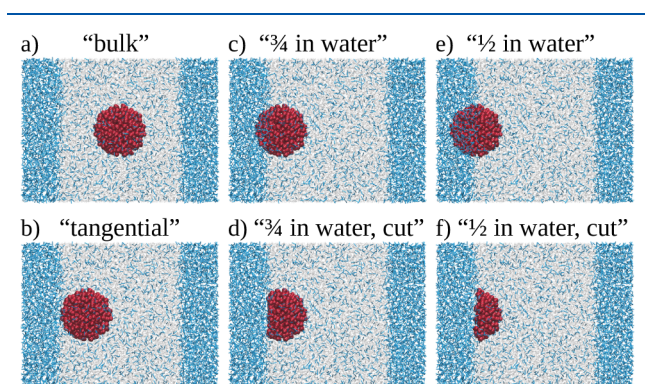 a) “bulk”
c) “¾ in water”
e) “½ in water”
b) “tangential”
d) “¾ in water, cut”
f) “½ in water, cut”